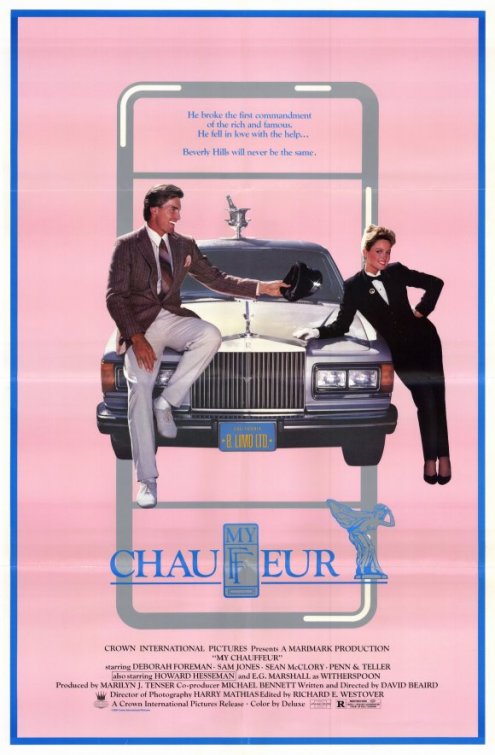 He broke the first commandment
of the rich and famous.
He fell in love with the help...
Beverly Hills will never be the same.
B. LIMO LTD.
MY
CHAUFFEUR
CROWN INTERNATIONAL PICTURES Presents A MARIMARK PRODUCTION
"MY CHAUFFEUR"
starring DEBORAH FOREMAN · SAM JONES · SEAN McCLORY · PENN & TELLER
also starring HOWARD HESSEMAN and E.G. MARSHALL as WITHERSPOON
Produced by MARILYN J. TENSER Co-producer MICHAEL BENNETT Written and Directed by DAVID BEAIRD
Director of Photography HARRY MATHIAS Edited by RICHARD E. WESTOVER
A Crown International Pictures Release · Color by Deluxe
R